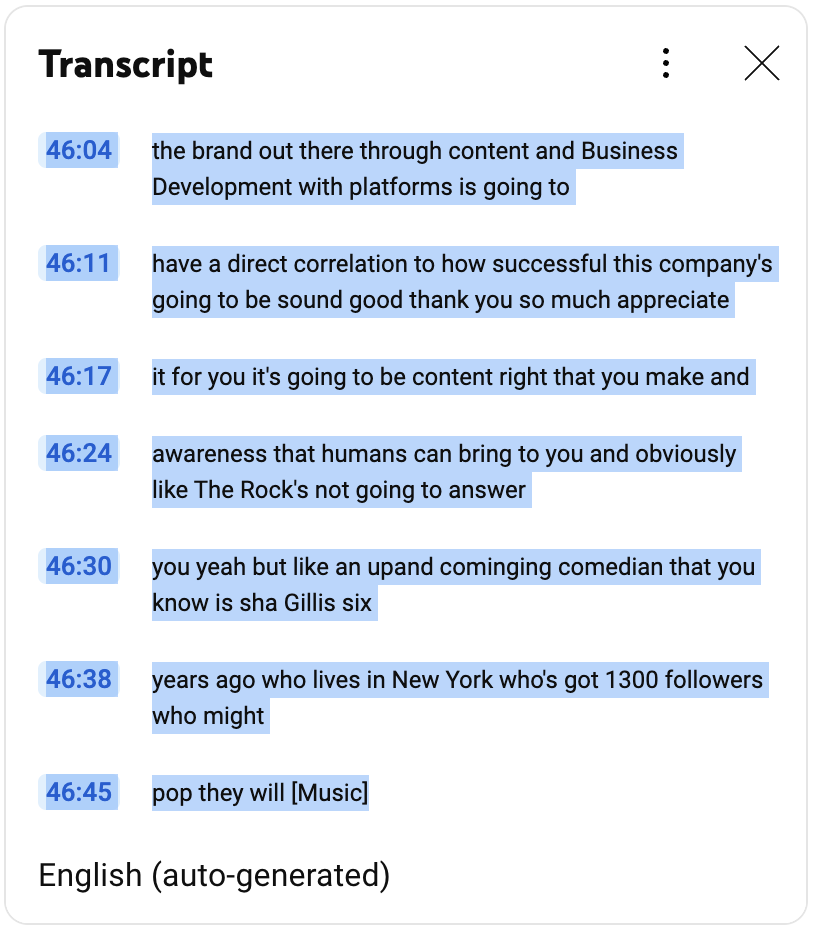 Transcript
46:04
the brand out there through content and Business
Development with platforms is going to
46:11
have a direct correlation to how successful this company's
going to be sound good thank you so much appreciate
46:17
it for you it's going to be content right that you make and
46:24
awareness that humans can bring to you and obviously
like The Rock's not going to answer
46:30
you yeah but like an upand cominging comedian that you
know is sha Gillis six
46:38
years ago who lives in New York who's got 1300 followers
who might
46:45
pop they will [Music]
English (auto-generated)